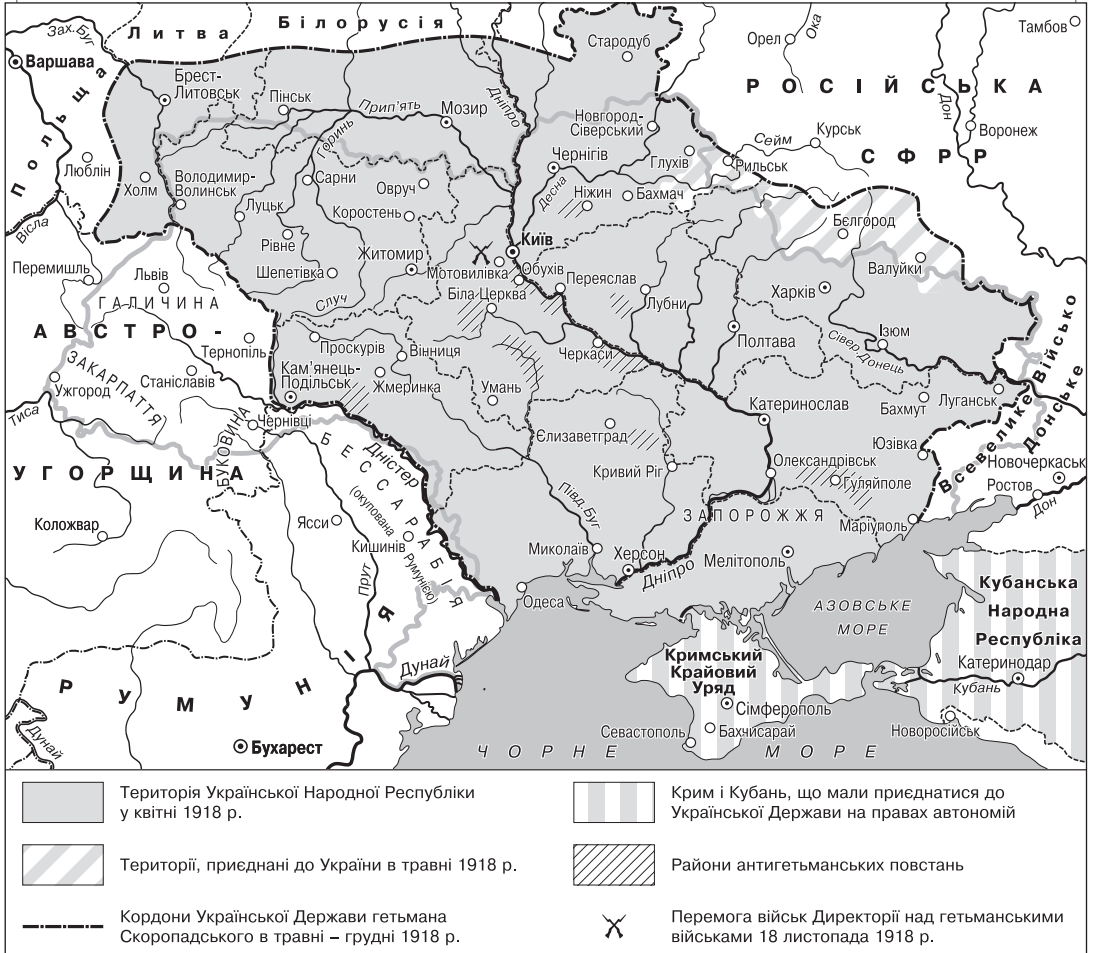 Литва
Білорусія
Зах. Буг
Варшава
Польща
Люблін
Холм
Брест-
Литовськ
Пінськ
Прип'ять
Мозир
Дніпро
Стародуб
Орел
Ока
Тамбов
РОСІЙСЬКА
СФРР
Дон
Воронеж
Новгород-
Сіверський
Сейм
Курськ
Чернігів
Глухів
Рильськ
Десна
Ніжин
Бахмач
Горинь
Сарни
Овруч
Володимир-
Волинськ
Луцьк
Коростень
Рівне
Житомир
Київ
Шепетівка
Мотовилівка
Обухів
Переяслав
Біла Церква
Лубни
Бєлгород
Валуйки
Харків
Вісла
Перемишль
Львів
ГАЛИЧИНА
АВСТРО-
Случ
Тернопіль
Проскурів
Вінниця
Черкаси
Полтава
Сівер. Донець
Ізюм
ЗАКАРПАТТЯ
Ужгород
Станіславів
Кам'янець-
Подільськ
Жмеринка
Умань
Тиса
Чернівці
БУКОВИНА
УГОРЩИНА
Катеринослав
Бахмут
Луганськ
Всевелике Військо
Донське
Єлизаветград
Юзівка
Кривий Ріг
Олександрівськ
Гуляйполе
Новочеркаськ
Ростов
Дон
БЕССАРАБІЯ
(окупована
Румунією)
Дністер
Півд. Буг
ЗАПОРОЖЖЯ
Маріуполь
Коложвар
Ясси
Кишинів
Прут
Миколаїв
Херсон
Дніпро
Мелітополь
Одеса
АЗОВСЬКЕ
МОРЕ
Кубанська
Народна
Республіка
Катеринодар
Кубань
Новоросійськ
Кримський
Крайовий
Уряд
Сімферополь
Севастополь
Бахчисарай
РУМУНІЯ
Дунай
Дунай
Бухарест
ЧОРНЕ МОРЕ
Територія Української Народної Республіки
у квітні 1918 р.
Території, приєднані до України в травні 1918 р.
Кордони Української Держави гетьмана
Скоропадського в травні – грудні 1918 р.
Крим і Кубань, що мали приєднатися до
Української Держави на правах автономій
Райони антигетьманських повстань
Перемога військ Директорії над гетьманськими
військами 18 листопада 1918 р.